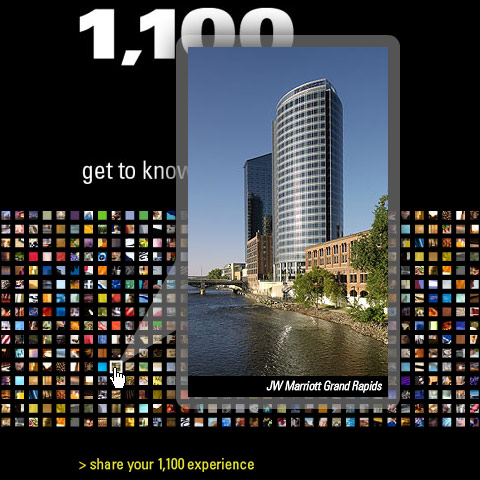 1,100
get to know
JW Marriott Grand Rapids
> share your 1,100 experience